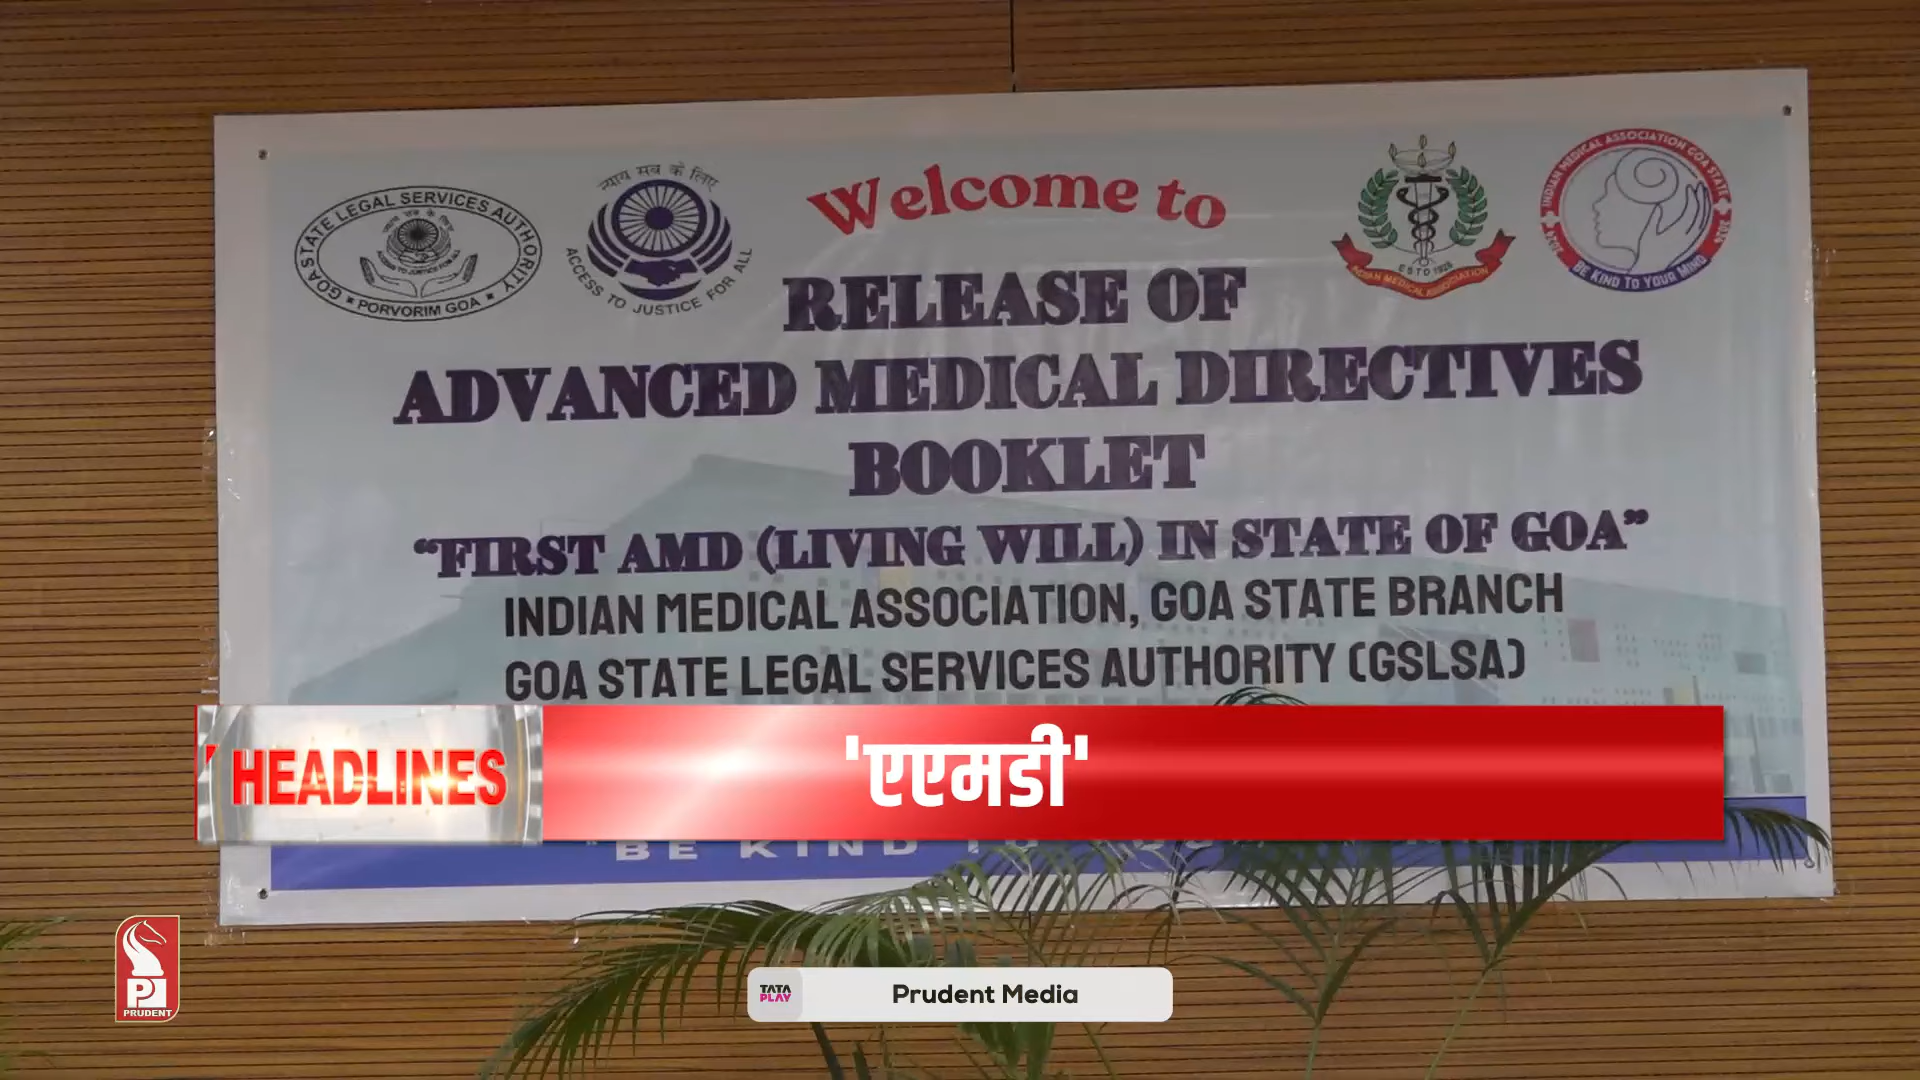 Welcome to
GOA STATE LEGAL SERVICES AUTHORITY
PORVORIM GOA
न्याय सब के लिए
ACCESS TO JUSTICE FOR ALL
ESTD 1928
INDIAN MEDICAL ASSOCIATION
INDIAN MEDICAL ASSOCIATION GOA STATE
BE KIND TO YOUR MIND
RELEASE OF
ADVANCED MEDICAL DIRECTIVES
BOOKLET
“FIRST AMD (LIVING WILL) IN STATE OF GOA”
INDIAN MEDICAL ASSOCIATION, GOA STATE BRANCH
GOA STATE LEGAL SERVICES AUTHORITY (GSLSA)
HEADLINES
'एएमडी'
"BE KIND
PRUDENT
TATA PLAY
Prudent Media